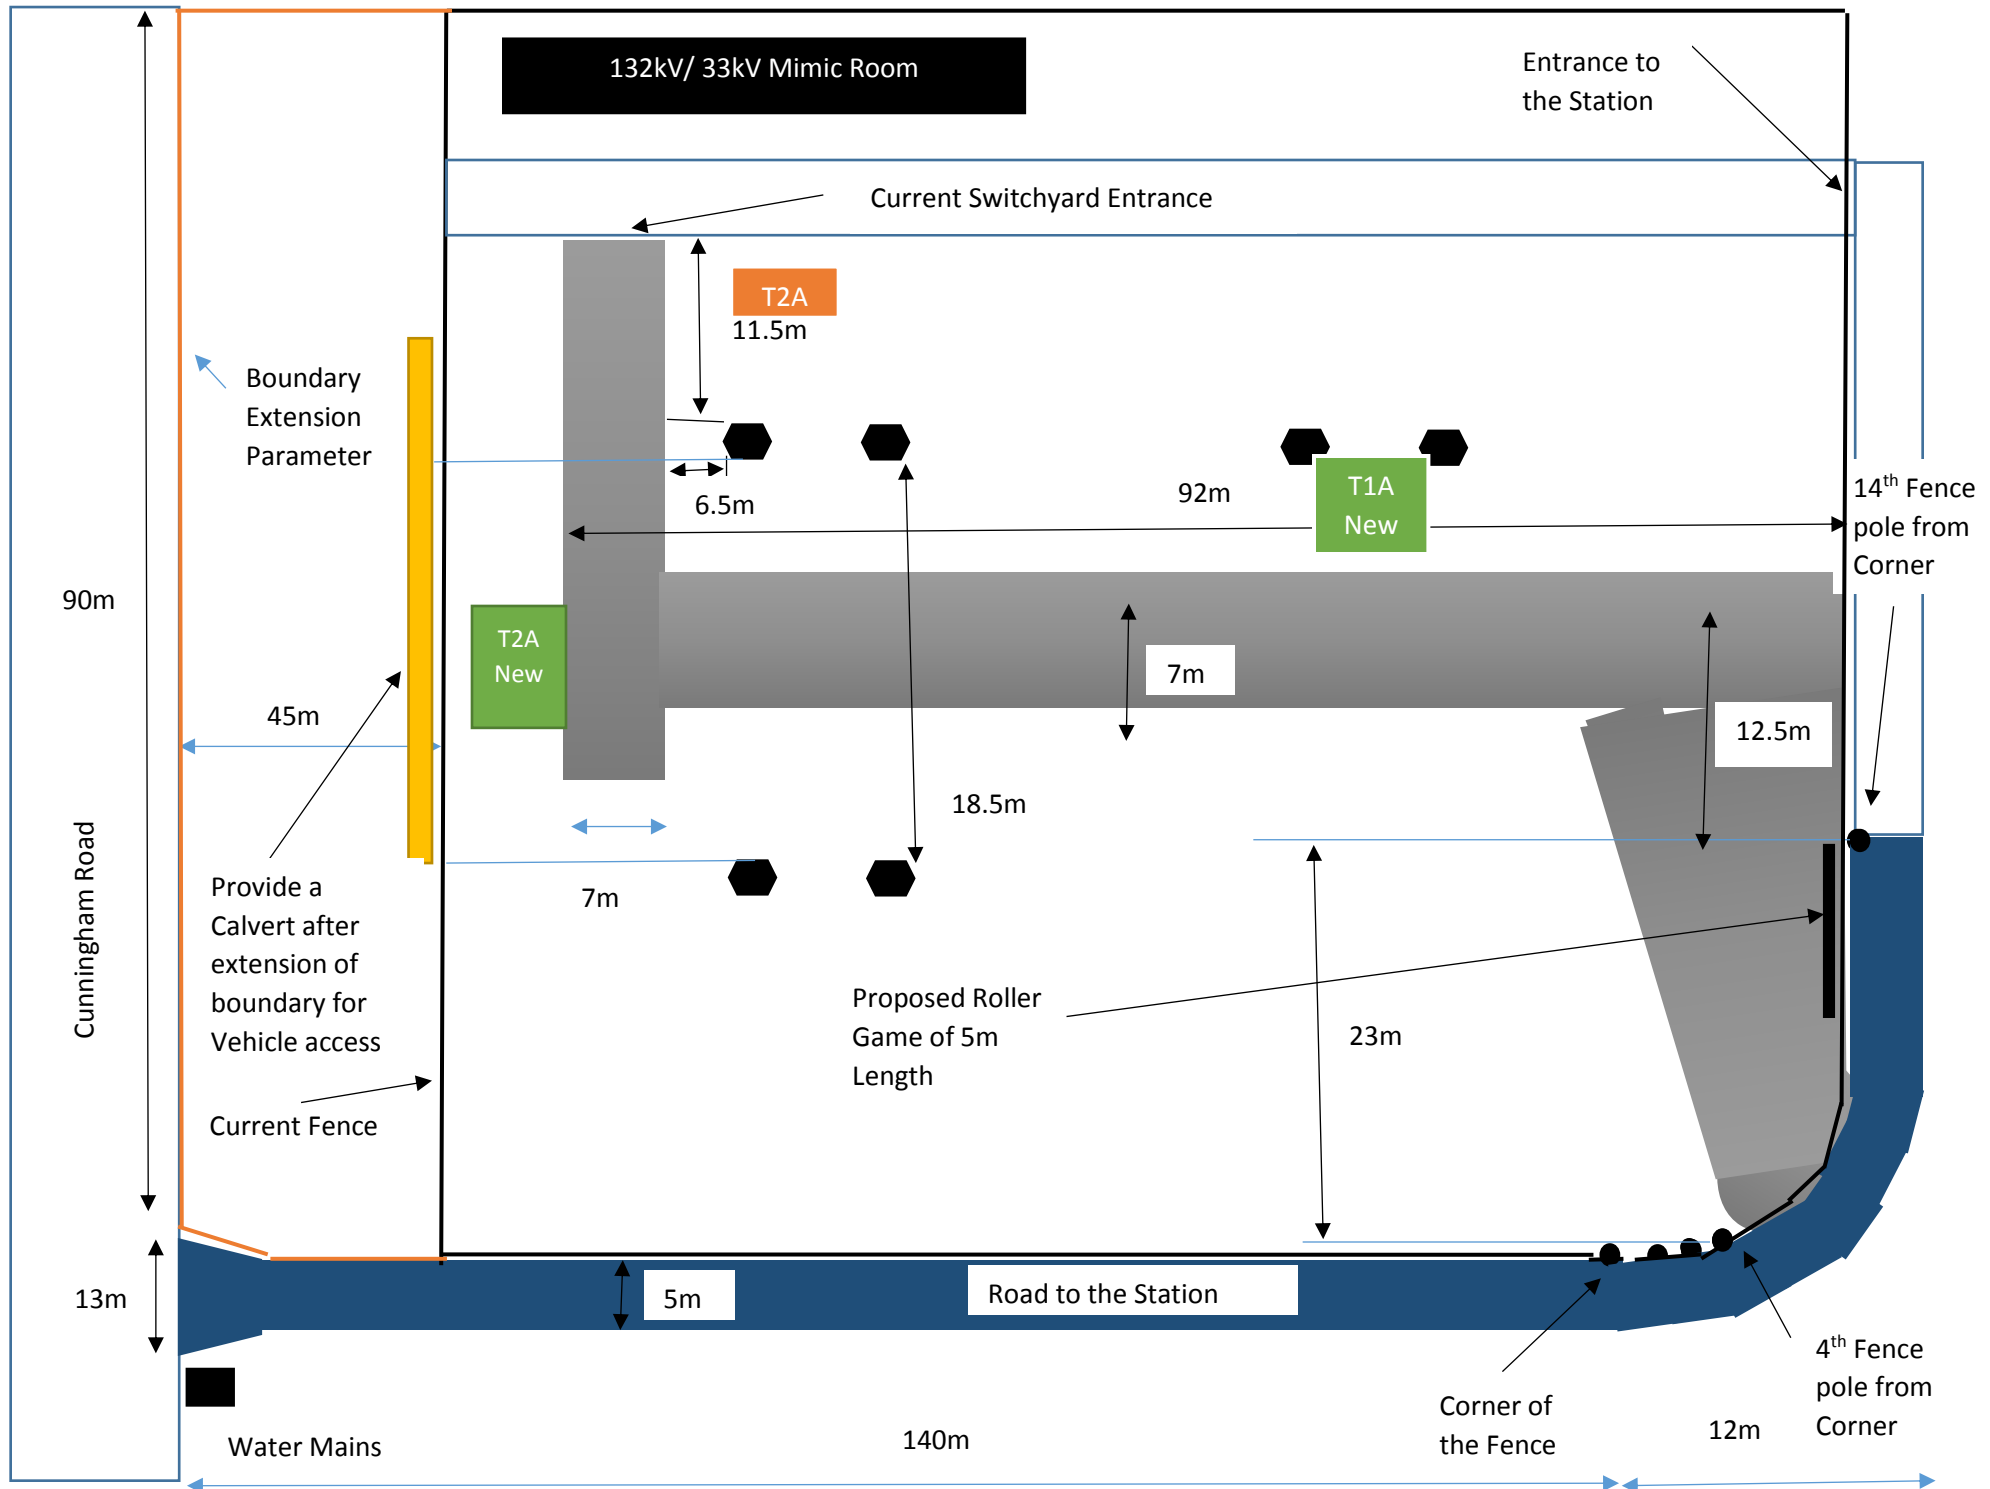 132kV/ 33kV Mimic Room
Entrance to
the Station
Current Switchyard Entrance
T2A
11.5m
Boundary
Extension
Parameter
6.5m
92m
T1A
New
14th Fence
pole from
Corner
90m
T2A
New
7m
45m
12.5m
18.5m
Cunningham Road
Provide a
Calvert after
extension of
boundary for
Vehicle access
7m
Proposed Roller
Game of 5m
Length
23m
Current Fence
13m
5m
Road to the Station
4th Fence
pole from
Corner
Corner of
the Fence
12m
Water Mains
140m